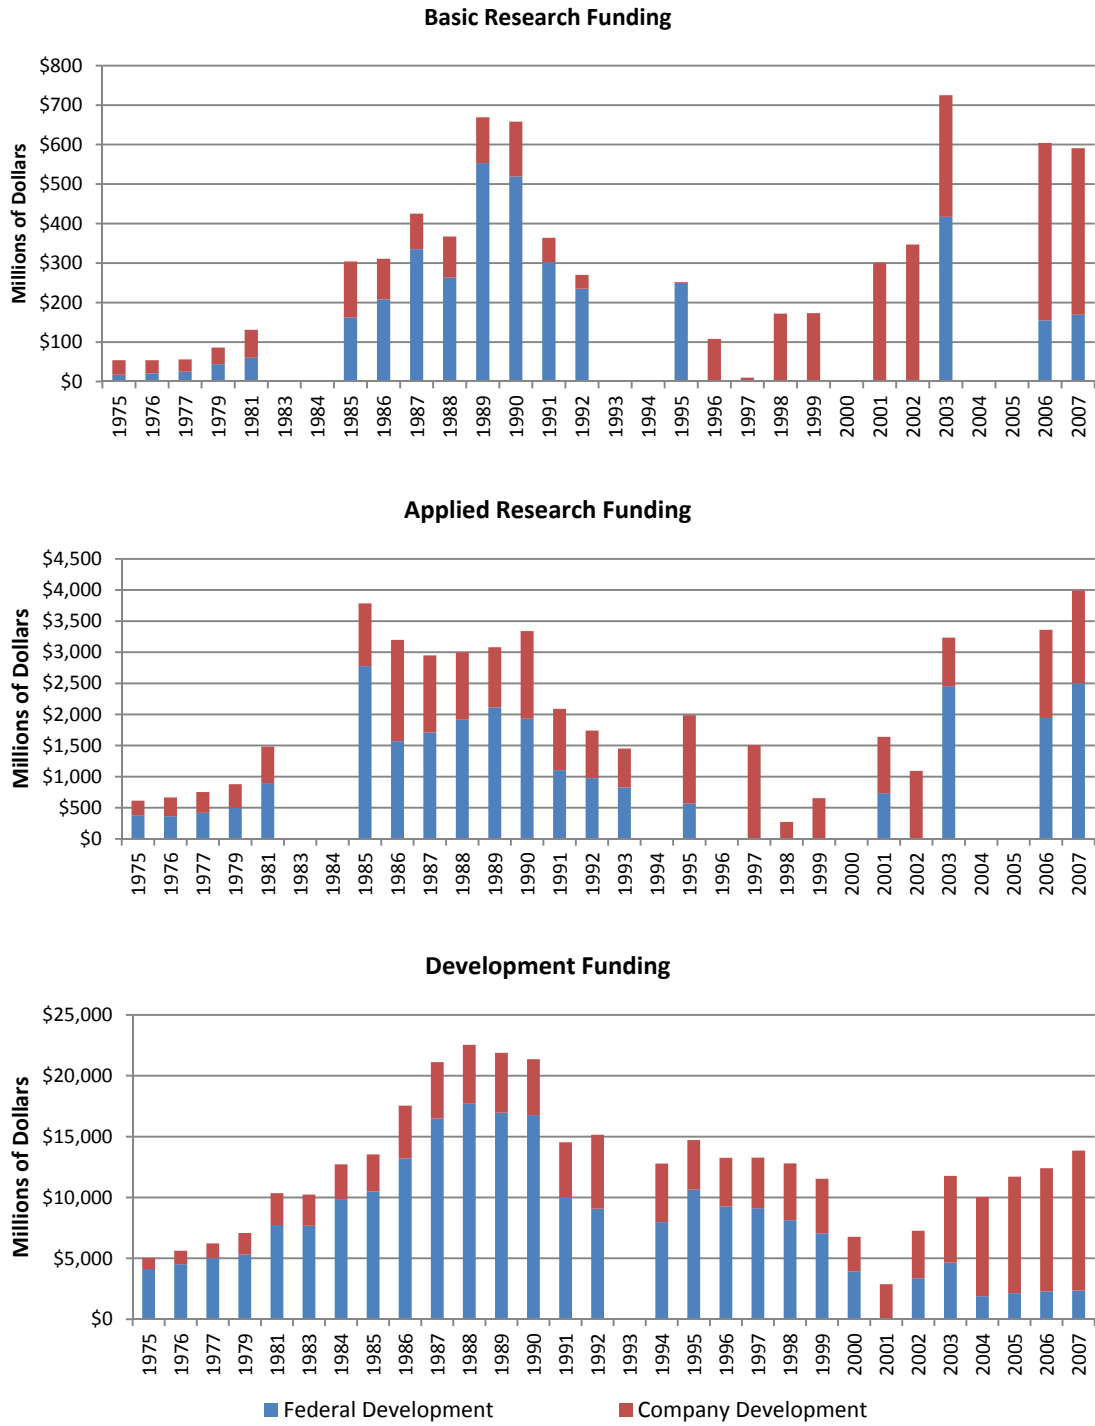 Basic Research Funding
Millions of Dollars
$800
$700
$600
$500
$400
$300
$200
$100
$0
1975 1976 1977 1979 1981 1983 1984 1985 1986 1987 1988 1989 1990 1991 1992 1993 1994 1995 1996 1997 1998 1999 2000 2001 2002 2003 2004 2005 2006 2007
Applied Research Funding
Millions of Dollars
$4,500
$4,000
$3,500
$3,000
$2,500
$2,000
$1,500
$1,000
$500
$0
1975 1976 1977 1979 1981 1983 1984 1985 1986 1987 1988 1989 1990 1991 1992 1993 1994 1995 1996 1997 1998 1999 2000 2001 2002 2003 2004 2005 2006 2007
Development Funding
Millions of Dollars
$25,000
$20,000
$15,000
$10,000
$5,000
$0
1975 1976 1977 1979 1981 1983 1984 1985 1986 1987 1988 1989 1990 1991 1992 1993 1994 1995 1996 1997 1998 1999 2000 2001 2002 2003 2004 2005 2006 2007
Federal Development Company Development